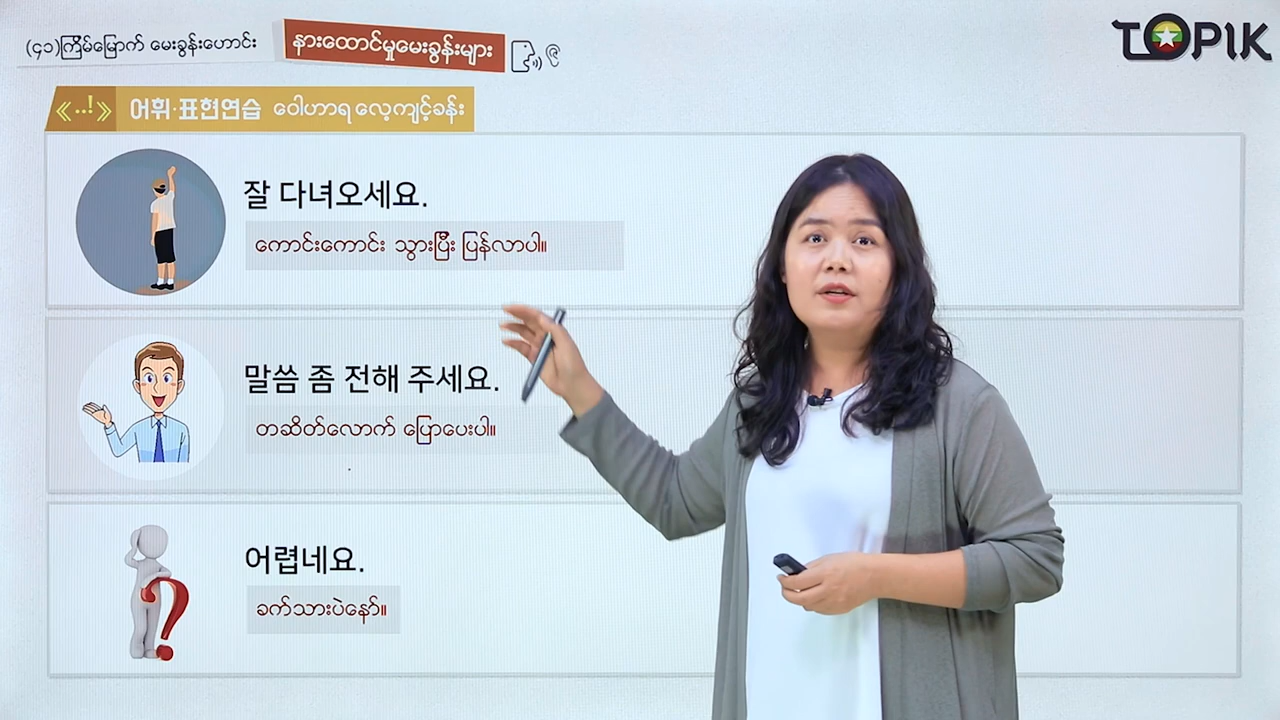 (၄၁)ကြိမ်မြောက် မေးခွန်းဟောင်း
နားထောင်မှုမေးခွန်းများ ၉
TOPIK
어휘·표현연습 ဝေါဟာရ လေ့ကျင့်ခန်း
잘 다녀오세요.
ကောင်းကောင်း သွားပြီး ပြန်လာပါ။
말씀 좀 전해 주세요.
တဆိတ်လောက် ပြောပေးပါ။
어렵네요.
ခက်သားပဲနော်။